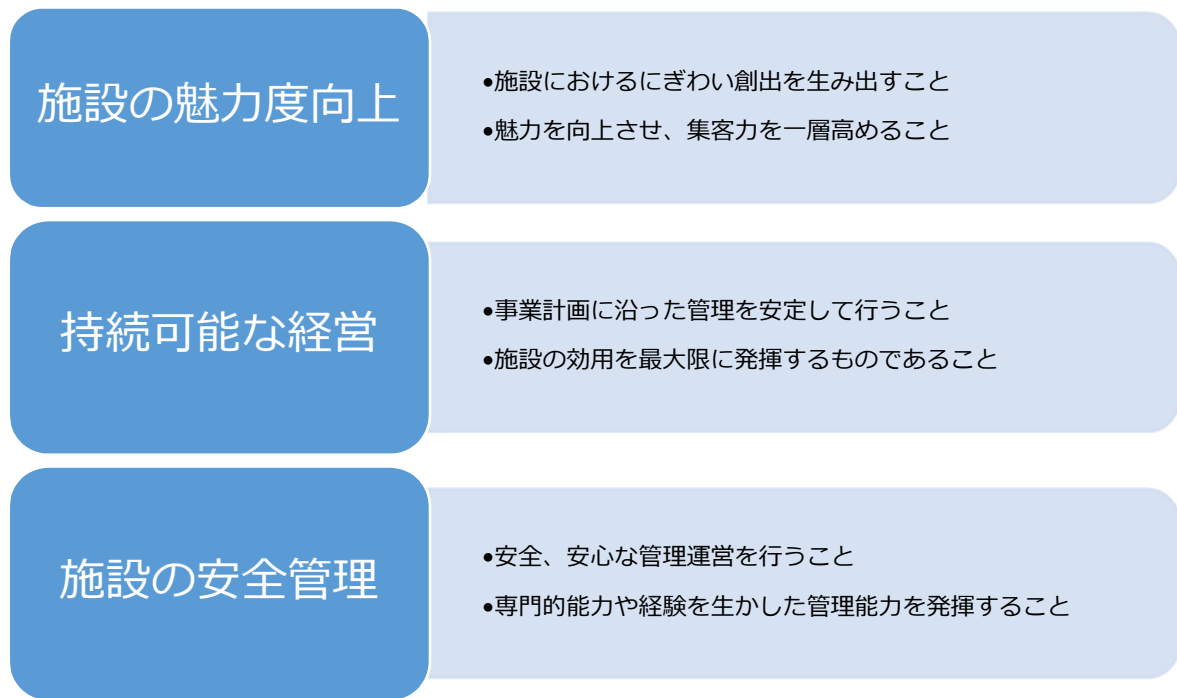 施設の魅力度向上
•施設におけるにぎわい創出を生み出すこと
•魅力を向上させ、集客力を一層高めること
持続可能な経営
•事業計画に沿った管理を安定して行うこと
•施設の効用を最大限に発揮するものであること
施設の安全管理
•安全、安心な管理運営を行うこと
•専門的能力や経験を生かした管理能力を発揮すること